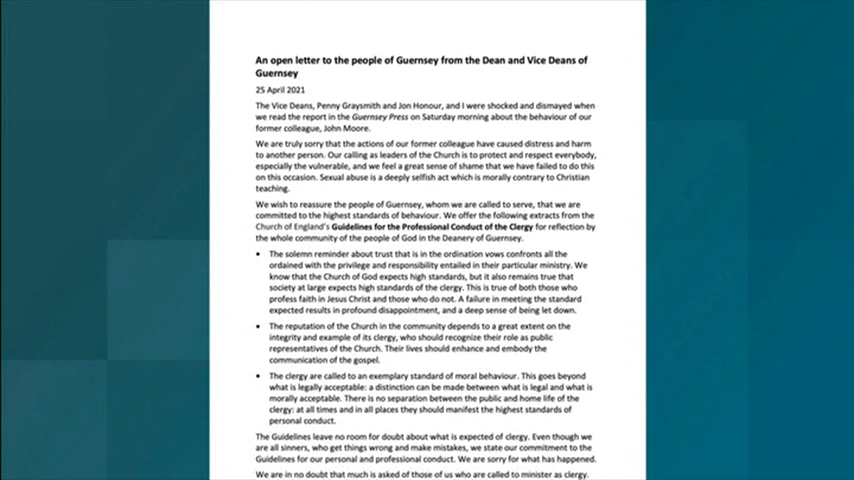 An open letter to the people of Guernsey from the Dean and Vice Deans of
Guernsey
25 April 2021
The Vice Deans, Penny Graysmith and Jon Honour, and I were shocked and dismayed when
we read the report in the Guernsey Press on Saturday morning about the behaviour of our
former colleague, John Moore.
We are truly sorry that the actions of our former colleague have caused distress and harm
to another person. Our calling as leaders of the Church is to protect and respect everybody,
especially the vulnerable, and we feel a great sense of shame that we have failed to do this
on this occasion. Sexual abuse is a deeply selfish act which is morally contrary to Christian
teaching.
We wish to reassure the people of Guernsey, whom we are called to serve, that we are
committed to the highest standards of behaviour. We offer the following extracts from the
Church of England's Guidelines for the Professional Conduct of the Clergy for reflection by
the whole community of the people of God in the Deanery of Guernsey.
• The solemn reminder about trust that is in the ordination vows confronts all the
ordained with the privilege and responsibility entailed in their particular ministry. We
know that the Church of God expects high standards, but it also remains true that
society at large expects high standards of the clergy. This is true of both those who
profess faith in Jesus Christ and those who do not. A failure in meeting the standard
expected results in profound disappointment, and a deep sense of being let down.
• The reputation of the Church in the community depends to a great extent on the
integrity and example of its clergy, who should recognize their role as public
representatives of the Church. Their lives should enhance and embody the
communication of the gospel.
• The clergy are called to an exemplary standard of moral behaviour. This goes beyond
what is legally acceptable: a distinction can be made between what is legal and what is
morally acceptable. There is no separation between the public and home life of the
clergy: at all times and in all places they should manifest the highest standards of
personal conduct.
The Guidelines leave no room for doubt about what is expected of clergy. Even though we
are all sinners, who get things wrong and make mistakes, we state our commitment to the
Guidelines for our personal and professional conduct. We are sorry for what has happened.
We are in no doubt that much is asked of those of us who are called to minister as clergy.